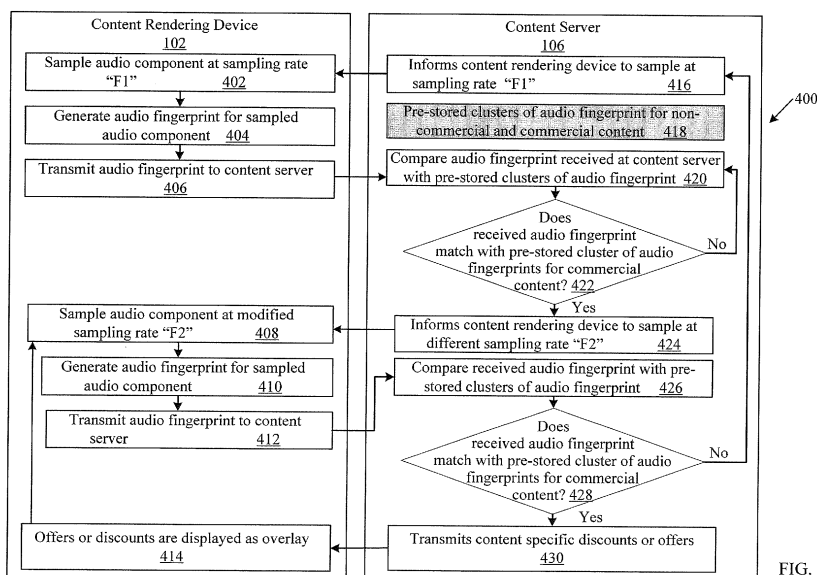 Content Rendering Device
102
Sample audio component at sampling rate
"F1" 402
Generate audio fingerprint for sampled
audio component 404
Transmit audio fingerprint to content server
406
Sample audio component at modified
sampling rate "F2" 408
Generate audio fingerprint for sampled
audio component 410
Transmit audio fingerprint to content
server 412
Offers or discounts are displayed as overlay
414
Content Server
106
Informs content rendering device to sample at
sampling rate "F1" 416
Pre-stored clusters of audio fingerprint for non-
commercial and commercial content 418
Compare audio fingerprint received at content server
with pre-stored clusters of audio fingerprint 420
Does
received audio fingerprint
match with pre-stored cluster of audio
fingerprints for commercial
content? 422
No
Yes
Informs content rendering device to sample at
different sampling rate "F2" 424
Compare received audio fingerprint with pre-
stored clusters of audio fingerprint 426
Does
received audio fingerprint
match with pre-stored cluster of audio
fingerprints for commercial
content? 428
No
Yes
Transmits content specific discounts or offers
430
400
FIG.